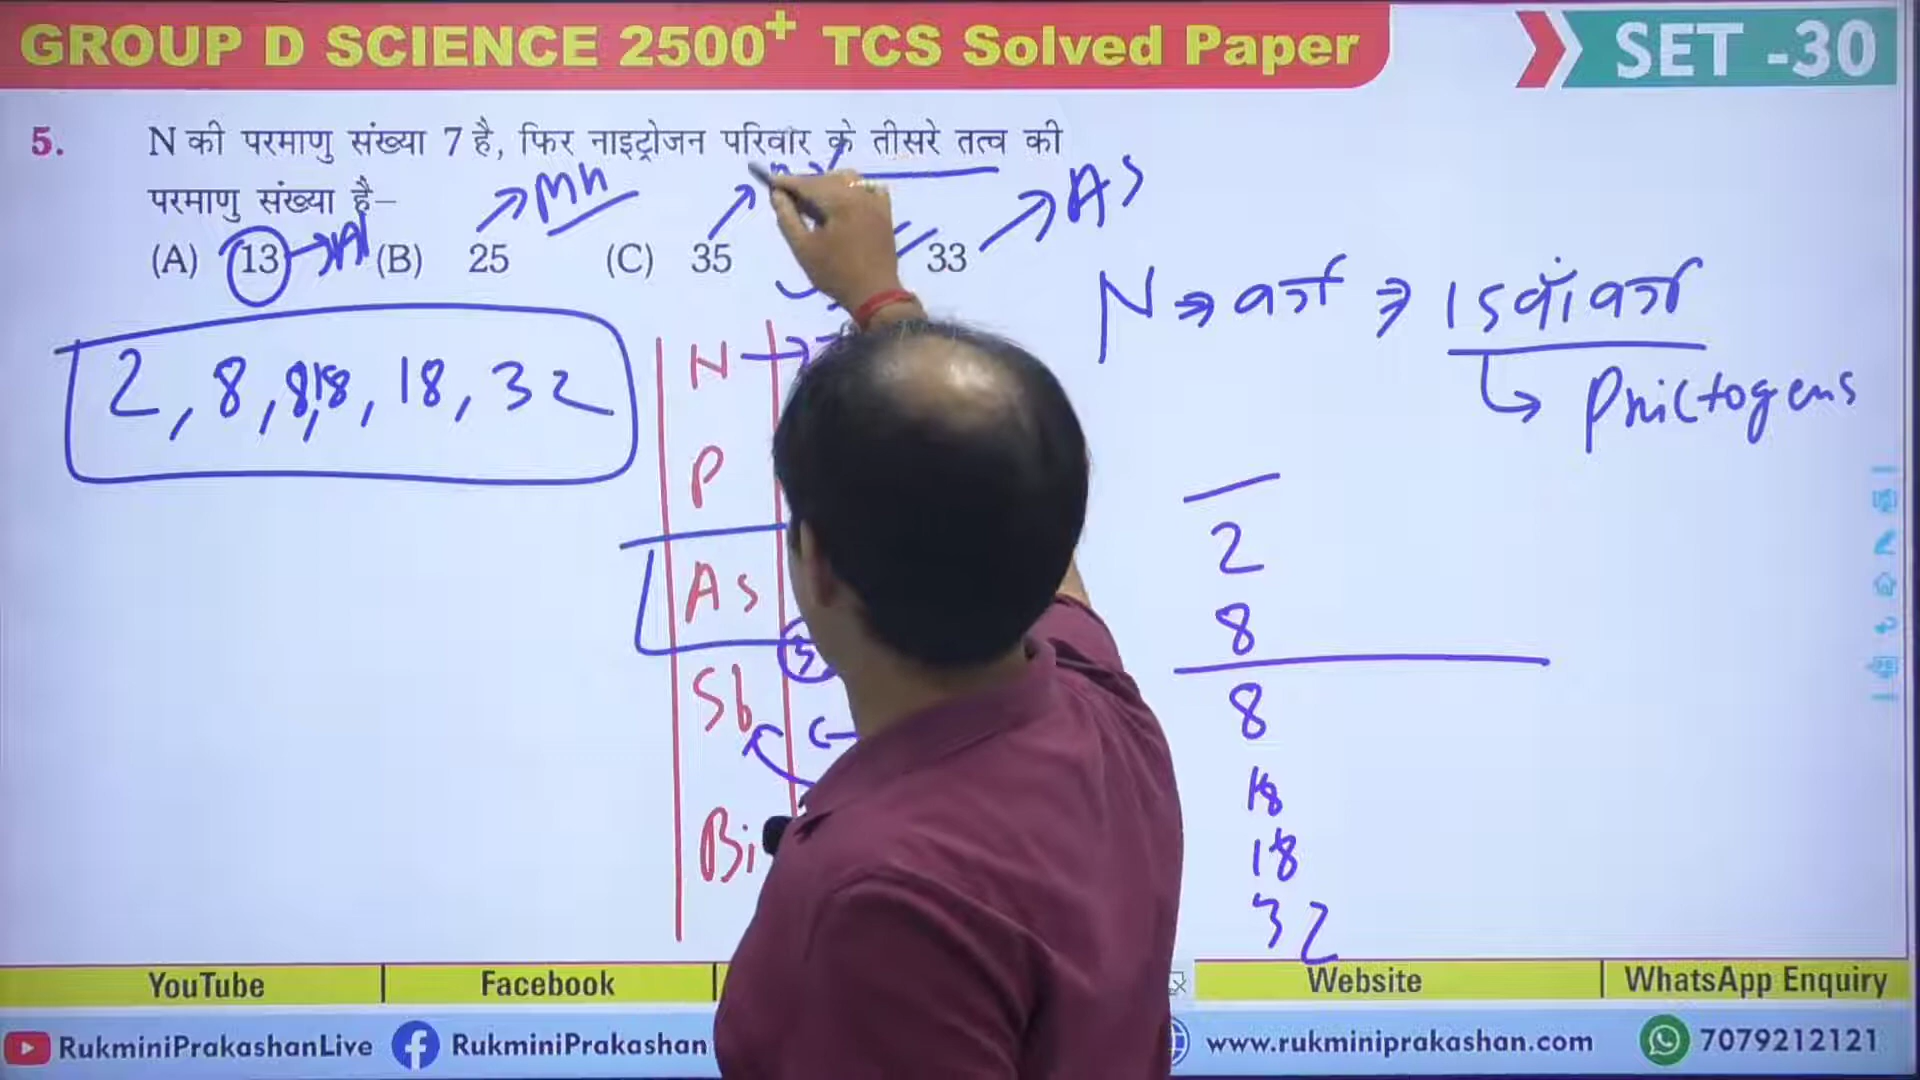 GROUP D SCIENCE 2500+ TCS Solved Paper
SET -30
5. N की परमाणु संख्या 7 है, फिर नाइट्रोजन परिवार के तीसरे तत्व की
परमाणु संख्या है–
(A) 13 → Al (B) 25 → Mn (C) 35 33 → As
N ⇒ वर्ग ⇒ 15वाँ वर्ग
Pnictogens
2, 8, 8, 18, 18, 32
N →
P
As
Sb
Bi
2
8
8
18
18
32
YouTube
Facebook
Website
WhatsApp Enquiry
RukminiPrakashanLive
RukminiPrakashan
www.rukminiprakashan.com
7079212121